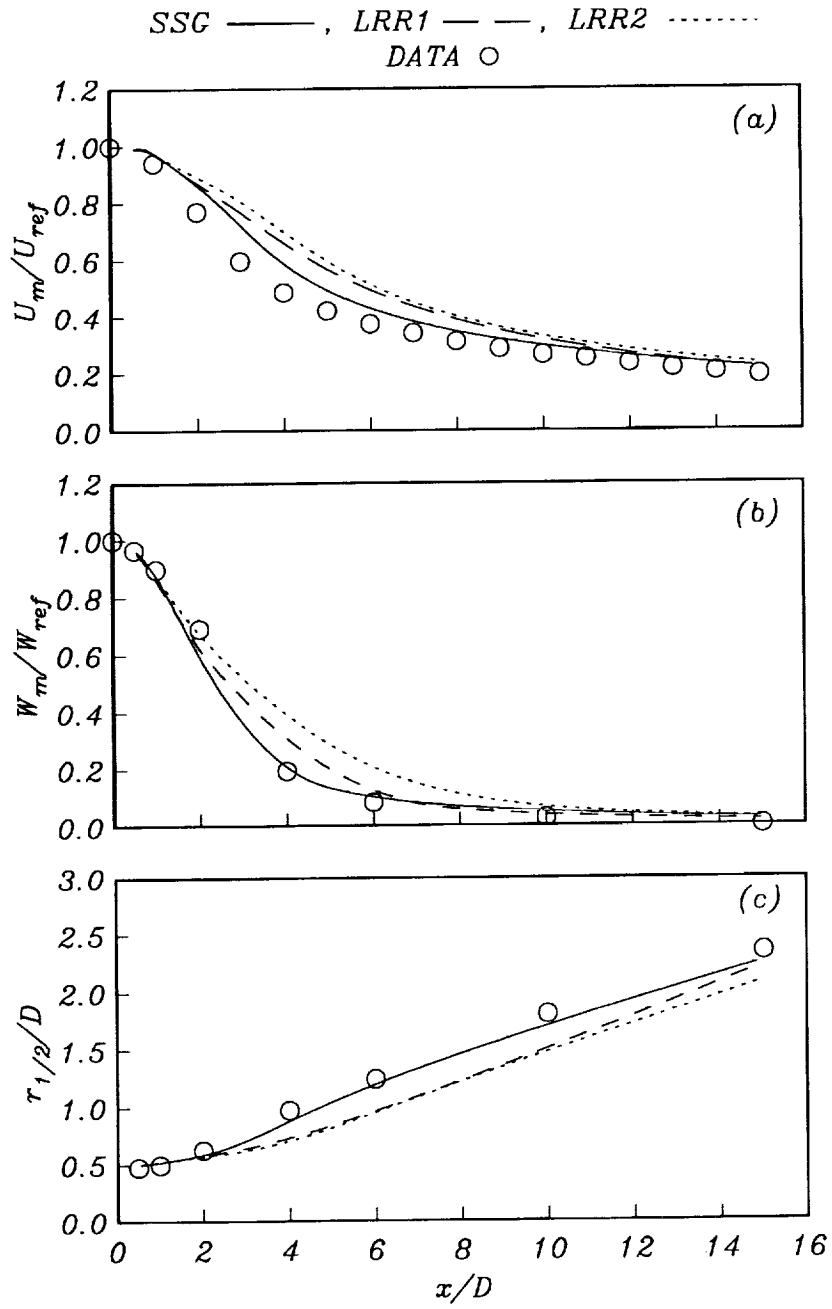 SSG ———, LRR1 — — —, LRR2 ········
DATA ○
1.2
(a)
1.0
0.8
0.6
0.4
0.2
0.0
U_m/U_ref
1.2
(b)
1.0
0.8
0.6
0.4
0.2
0.0
W_m/W_ref
3.0
(c)
2.5
2.0
1.5
1.0
0.5
0.0
r_1/2/D
0 2 4 6 8 10 12 14 16
x/D